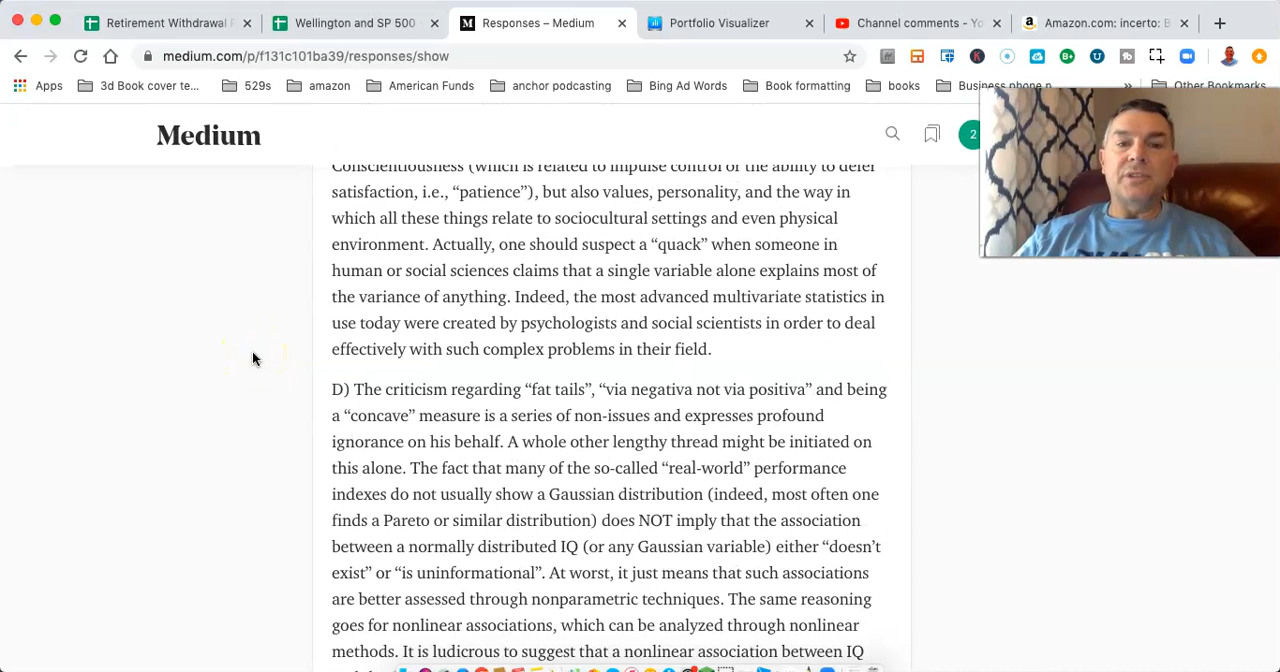 Retirement Withdrawal
Wellington and SP 500
Responses – Medium
Portfolio Visualizer
Channel comments - Yo
Amazon.com: incerto: B
medium.com/p/f131c101ba39/responses/show
Apps
3d Book cover te...
529s
amazon
American Funds
anchor podcasting
Bing Ad Words
Book formatting
books
Business phone n
»
Other Bookmarks
Medium
2
Conscientiousness (which is related to impulse control or the ability to defer
satisfaction, i.e., “patience”), but also values, personality, and the way in
which all these things relate to sociocultural settings and even physical
environment. Actually, one should suspect a “quack” when someone in
human or social sciences claims that a single variable alone explains most of
the variance of anything. Indeed, the most advanced multivariate statistics in
use today were created by psychologists and social scientists in order to deal
effectively with such complex problems in their field.
D) The criticism regarding “fat tails”, “via negativa not via positiva” and being
a “concave” measure is a series of non-issues and expresses profound
ignorance on his behalf. A whole other lengthy thread might be initiated on
this alone. The fact that many of the so-called “real-world” performance
indexes do not usually show a Gaussian distribution (indeed, most often one
finds a Pareto or similar distribution) does NOT imply that the association
between a normally distributed IQ (or any Gaussian variable) either “doesn’t
exist” or “is uninformational”. At worst, it just means that such associations
are better assessed through nonparametric techniques. The same reasoning
goes for nonlinear associations, which can be analyzed through nonlinear
methods. It is ludicrous to suggest that a nonlinear association between IQ